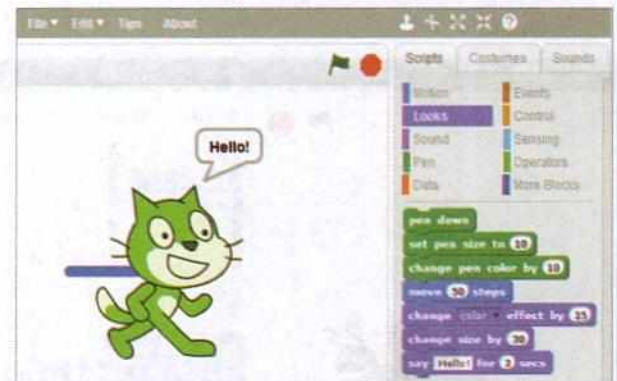 File Edit Tips About
Scripts Costumes Sounds
Motion Events
Looks Control
Sound Sensing
Pen Operators
Data More Blocks
Hello!
pen down
set pen size to 10
change pen color by 10
move 50 steps
change color effect by 25
change size by 30
say Hello! for 2 secs